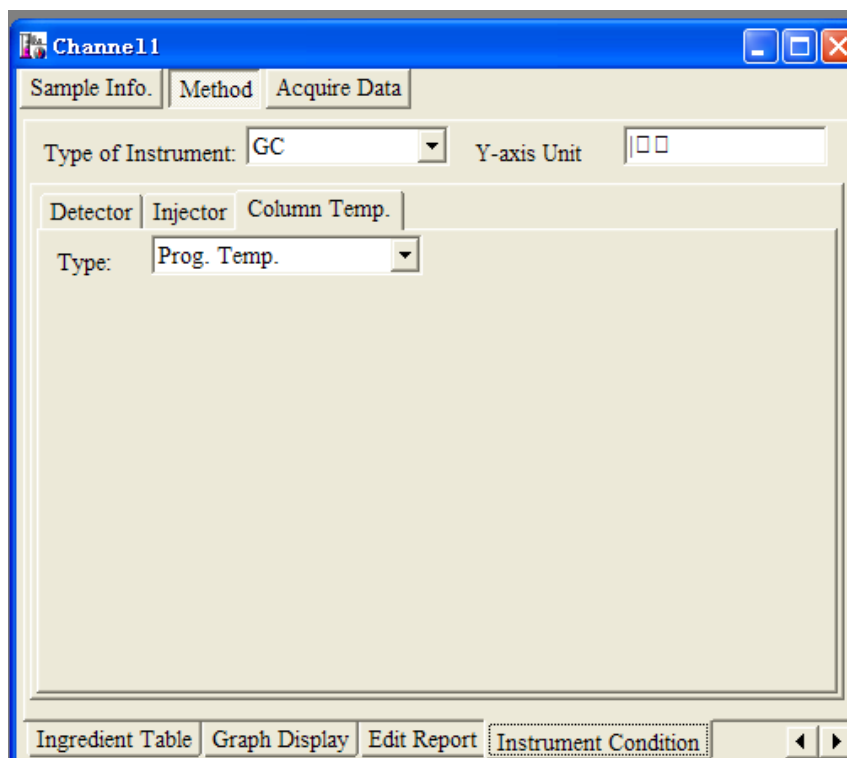 Channel1
Sample Info. Method Acquire Data
Type of Instrument: GC Y-axis Unit
Detector Injector Column Temp.
Type: Prog. Temp.
Ingredient Table Graph Display Edit Report Instrument Condition